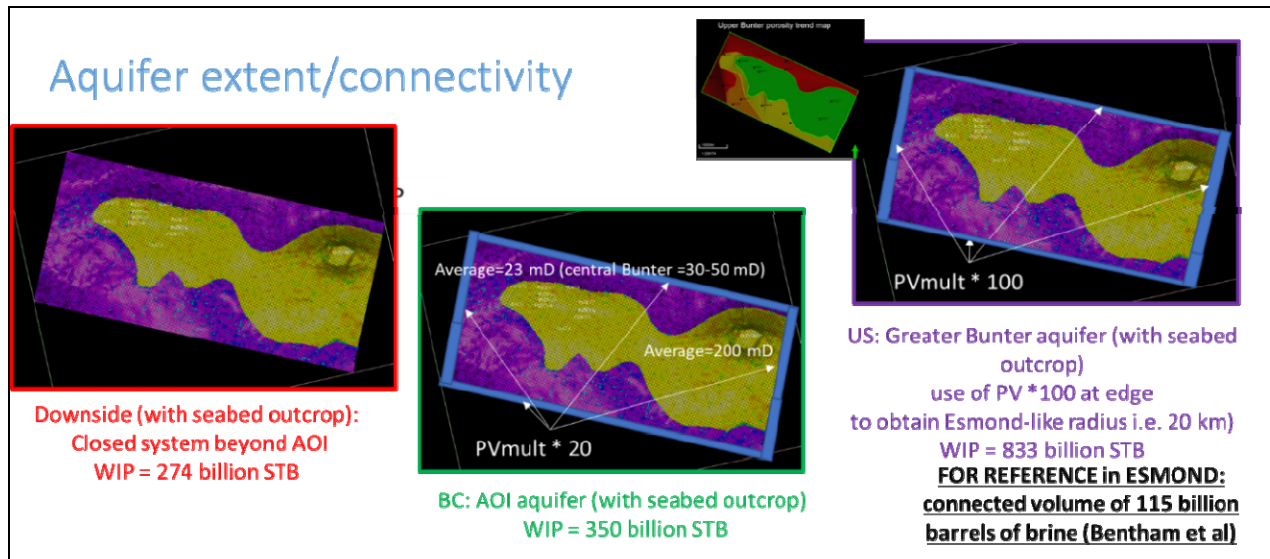 Aquifer extent/connectivity
Upper Bunter porosity trend map
Downside (with seabed outcrop):
Closed system beyond AOI
WIP = 274 billion STB
Average=23 mD (central Bunter =30-50 mD)
Average=200 mD
PVmult * 20
BC: AOI aquifer (with seabed outcrop)
WIP = 350 billion STB
PVmult * 100
US: Greater Bunter aquifer (with seabed
outcrop)
use of PV *100 at edge
to obtain Esmond-like radius i.e. 20 km)
WIP = 833 billion STB
FOR REFERENCE in ESMOND:
connected volume of 115 billion
barrels of brine (Bentham et al)